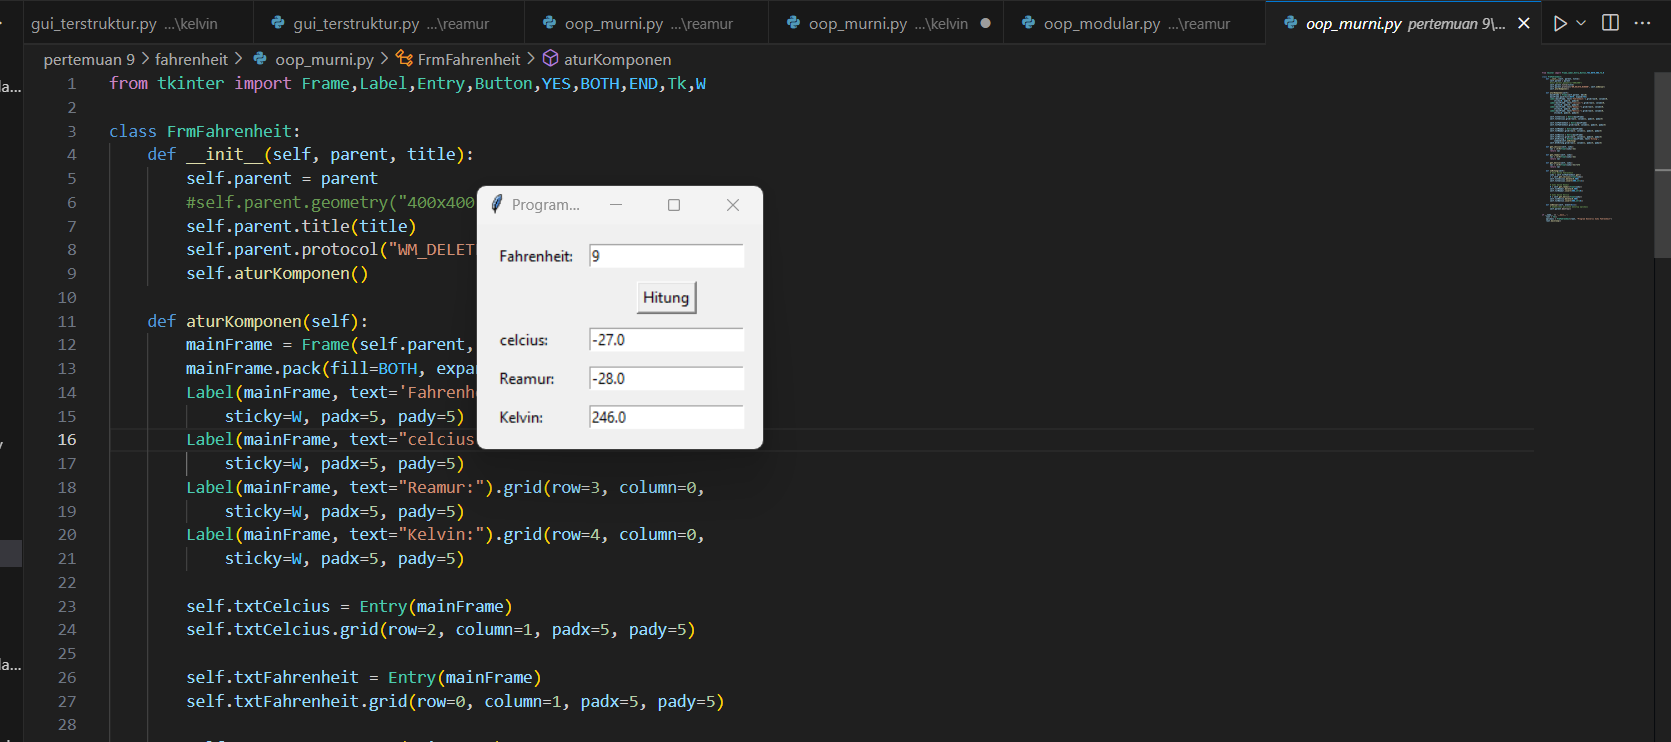 gui_terstruktur.py ...\kelvin
gui_terstruktur.py ...\reamur
oop_murni.py ...\reamur
oop_murni.py ...\kelvin
oop_modular.py ...\reamur
oop_murni.py pertemuan 9\...
pertemuan 9 > fahrenheit > oop_murni.py > FrmFahrenheit > aturKomponen
1 from tkinter import Frame,Label,Entry,Button,YES,BOTH,END,Tk,W
2
3 class FrmFahrenheit:
4 def __init__(self, parent, title):
5 self.parent = parent
6 #self.parent.geometry("400x400
7 self.parent.title(title)
8 self.parent.protocol("WM_DELET
9 self.aturKomponen()
10
11 def aturKomponen(self):
12 mainFrame = Frame(self.parent,
13 mainFrame.pack(fill=BOTH, expan
14 Label(mainFrame, text='Fahrenh
15 sticky=W, padx=5, pady=5)
16 Label(mainFrame, text="celcius
17 sticky=W, padx=5, pady=5)
18 Label(mainFrame, text="Reamur:").grid(row=3, column=0,
19 sticky=W, padx=5, pady=5)
20 Label(mainFrame, text="Kelvin:").grid(row=4, column=0,
21 sticky=W, padx=5, pady=5)
22
23 self.txtCelcius = Entry(mainFrame)
24 self.txtCelcius.grid(row=2, column=1, padx=5, pady=5)
25
26 self.txtFahrenheit = Entry(mainFrame)
27 self.txtFahrenheit.grid(row=0, column=1, padx=5, pady=5)
28
Program...
Fahrenheit: 9
Hitung
celcius: -27.0
Reamur: -28.0
Kelvin: 246.0
la...
la...